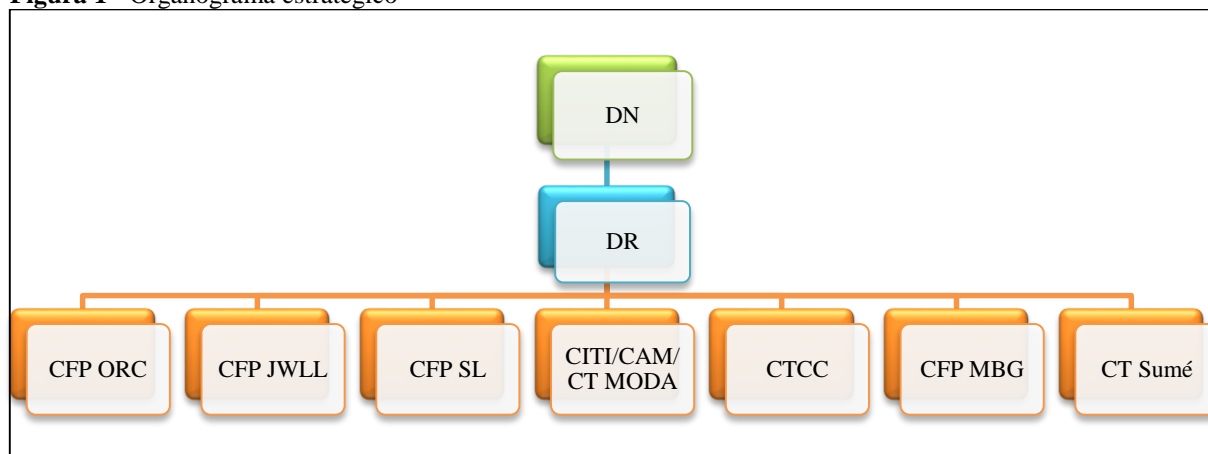 Figura 1 - Organograma estratégico
DN
DR
CFP ORC
CFP JWLL
CFP SL
CITI/CAM/
CT MODA
CTCC
CFP MBG
CT Sumé